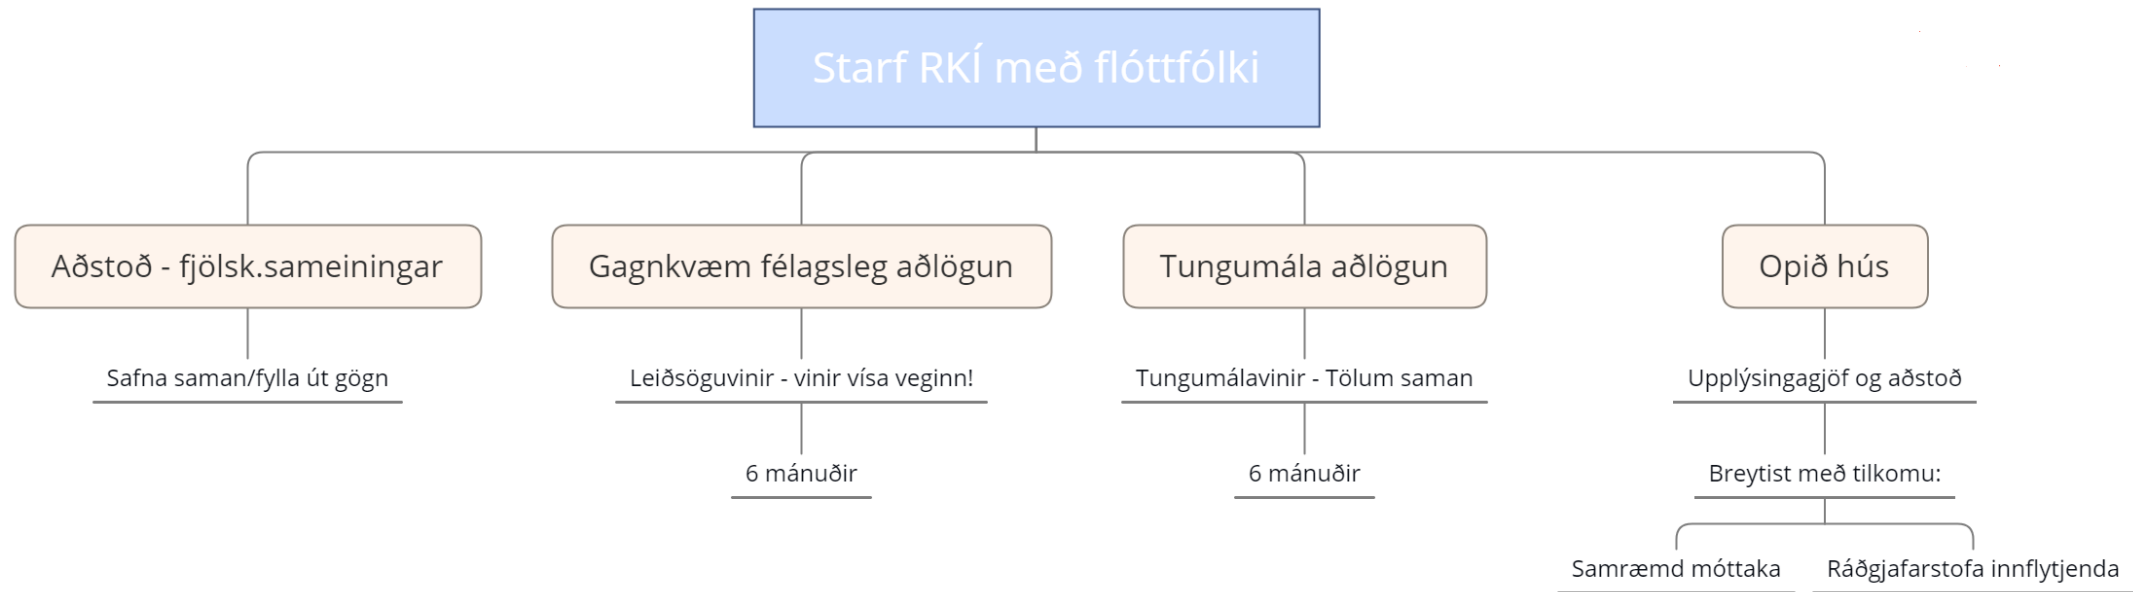 Starf RKÍ með flóttfólki
Aðstoð - fjölsk.sameiningar
Gagnkvæm félagsleg aðlögun
Tungumála aðlögun
Opið hús
Safna saman/fylla út gögn
Leiðsöguvinir - vinir vísa veginn!
Tungumálavinir - Tölum saman
Upplýsingagjöf og aðstoð
6 mánuðir
6 mánuðir
Breytist með tilkomu:
Samræmd móttaka
Ráðgjafarstofa innflytjenda